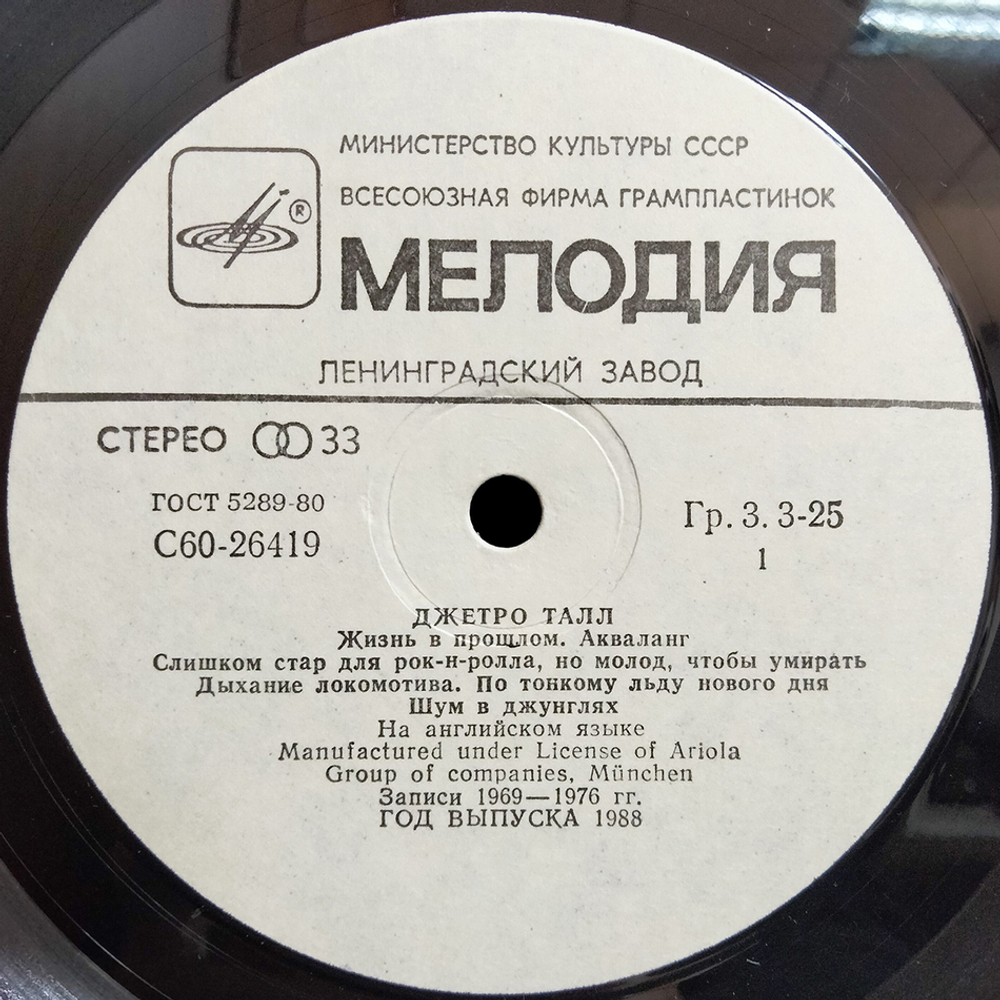 МИНИСТЕРСТВО КУЛЬТУРЫ СССР
ВСЕСОЮЗНАЯ ФИРМА ГРАМПЛАСТИНОК
®
МЕЛОДИЯ
ЛЕНИНГРАДСКИЙ ЗАВОД
СТЕРЕО 33
ГОСТ 5289-80
С60-26419
Гр. 3. 3-25
1
ДЖЕТРО ТАЛЛ
Жизнь в прошлом. Акваланг
Слишком стар для рок-н-ролла, но молод, чтобы умирать
Дыхание локомотива. По тонкому льду нового дня
Шум в джунглях
На английском языке
Manufactured under License of Ariola
Group of companies, München
Записи 1969—1976 гг.
ГОД ВЫПУСКА 1988